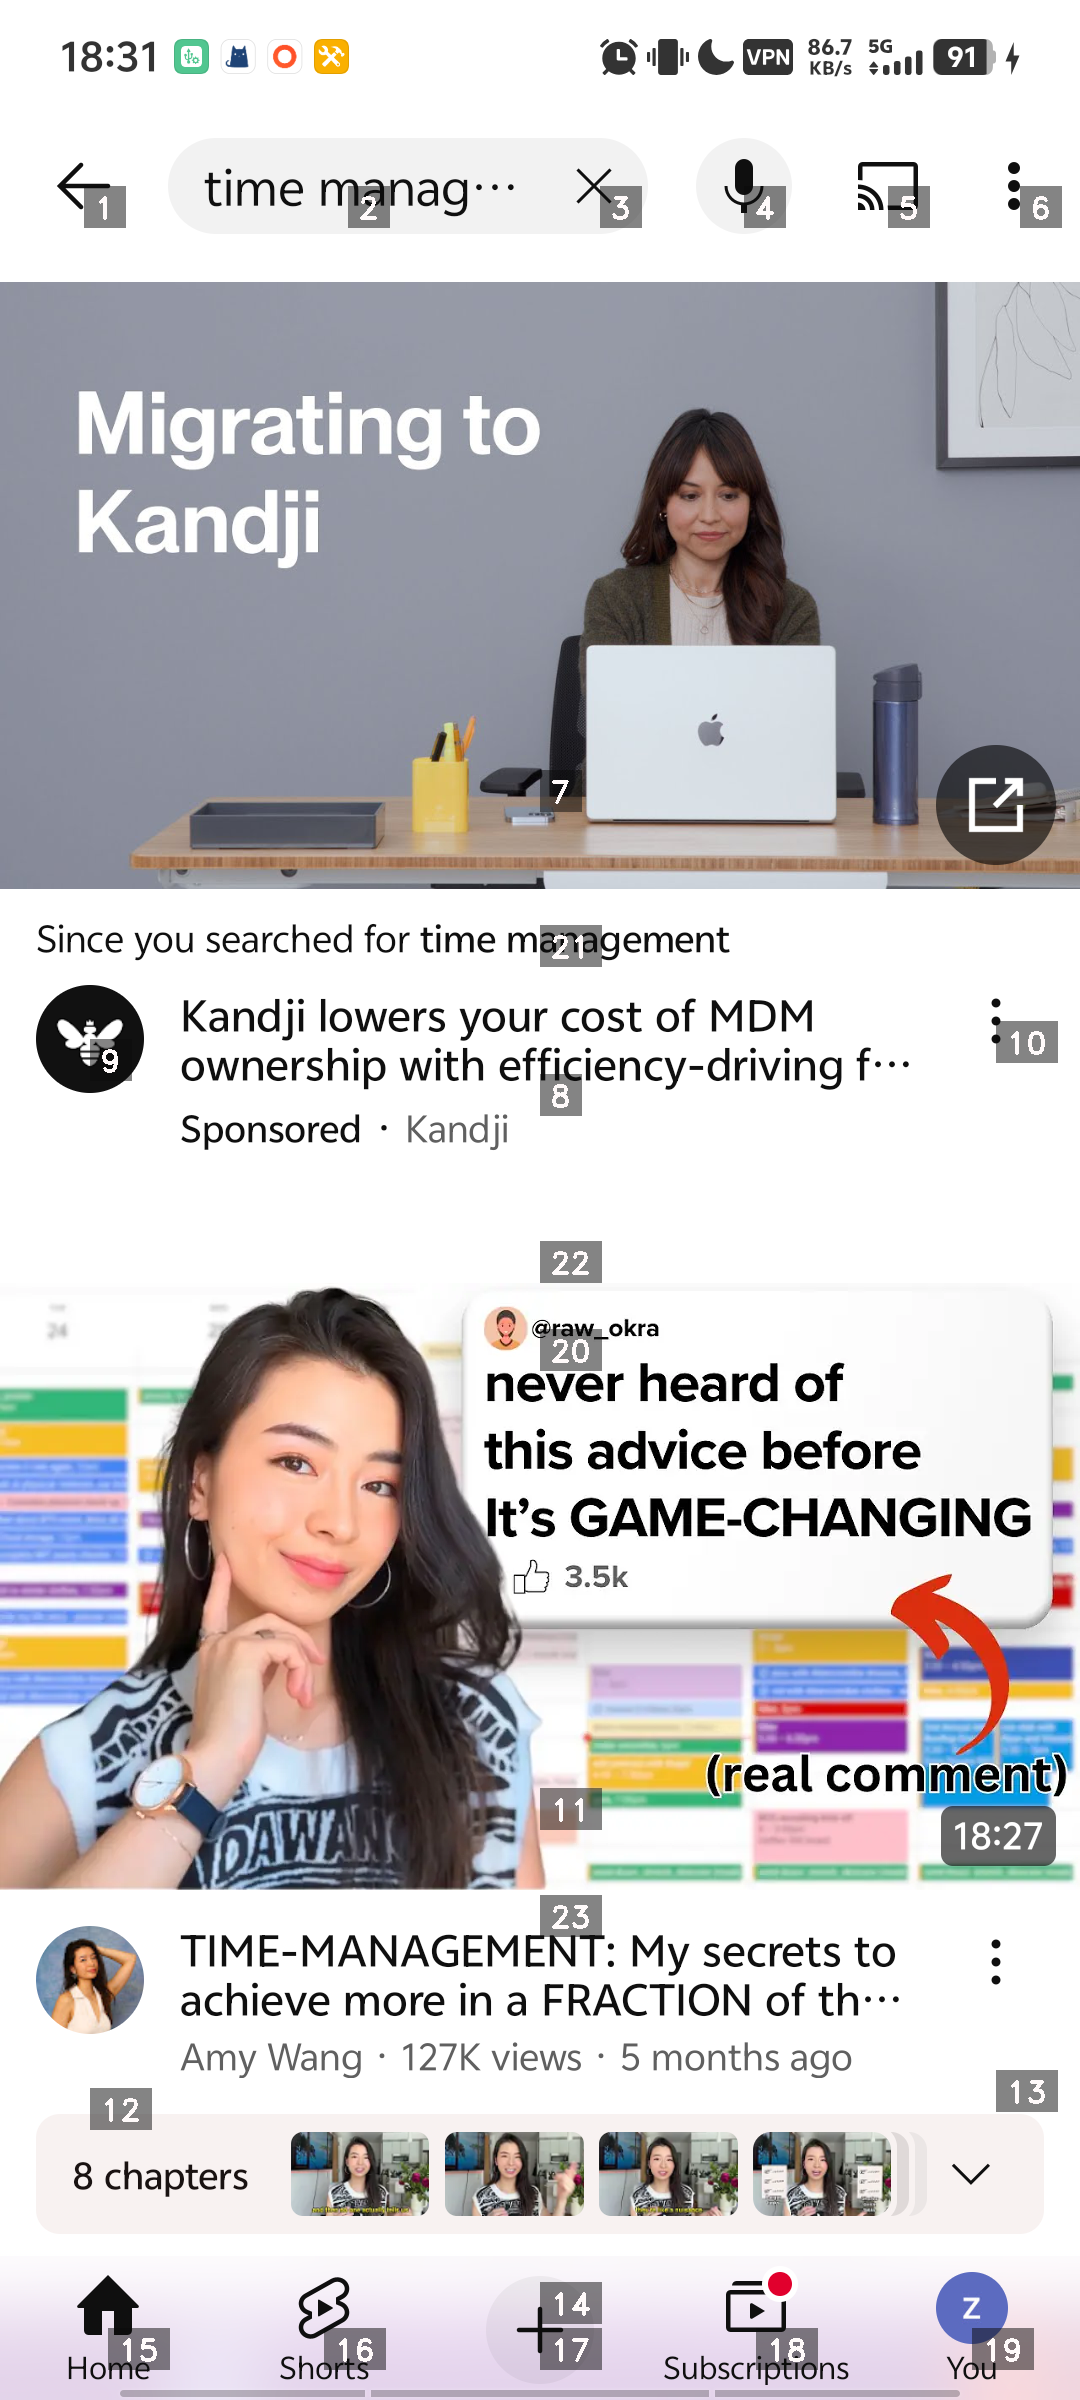 18:31
VPN
86.7 KB/s
5G
91
time manag...
1
2
3
4
5
6
Migrating to
Kandji
7
Since you searched for time management
21
Kandji lowers your cost of MDM
ownership with efficiency-driving f...
9
10
8
Sponsored · Kandji
22
@raw_okra
20
never heard of
this advice before
It's GAME-CHANGING
3.5k
(real comment)
11
18:27
23
TIME-MANAGEMENT: My secrets to
achieve more in a FRACTION of th...
Amy Wang · 127K views · 5 months ago
12
13
8 chapters
14
Z
15
16
17
18
19
Home
Shorts
Subscriptions
You